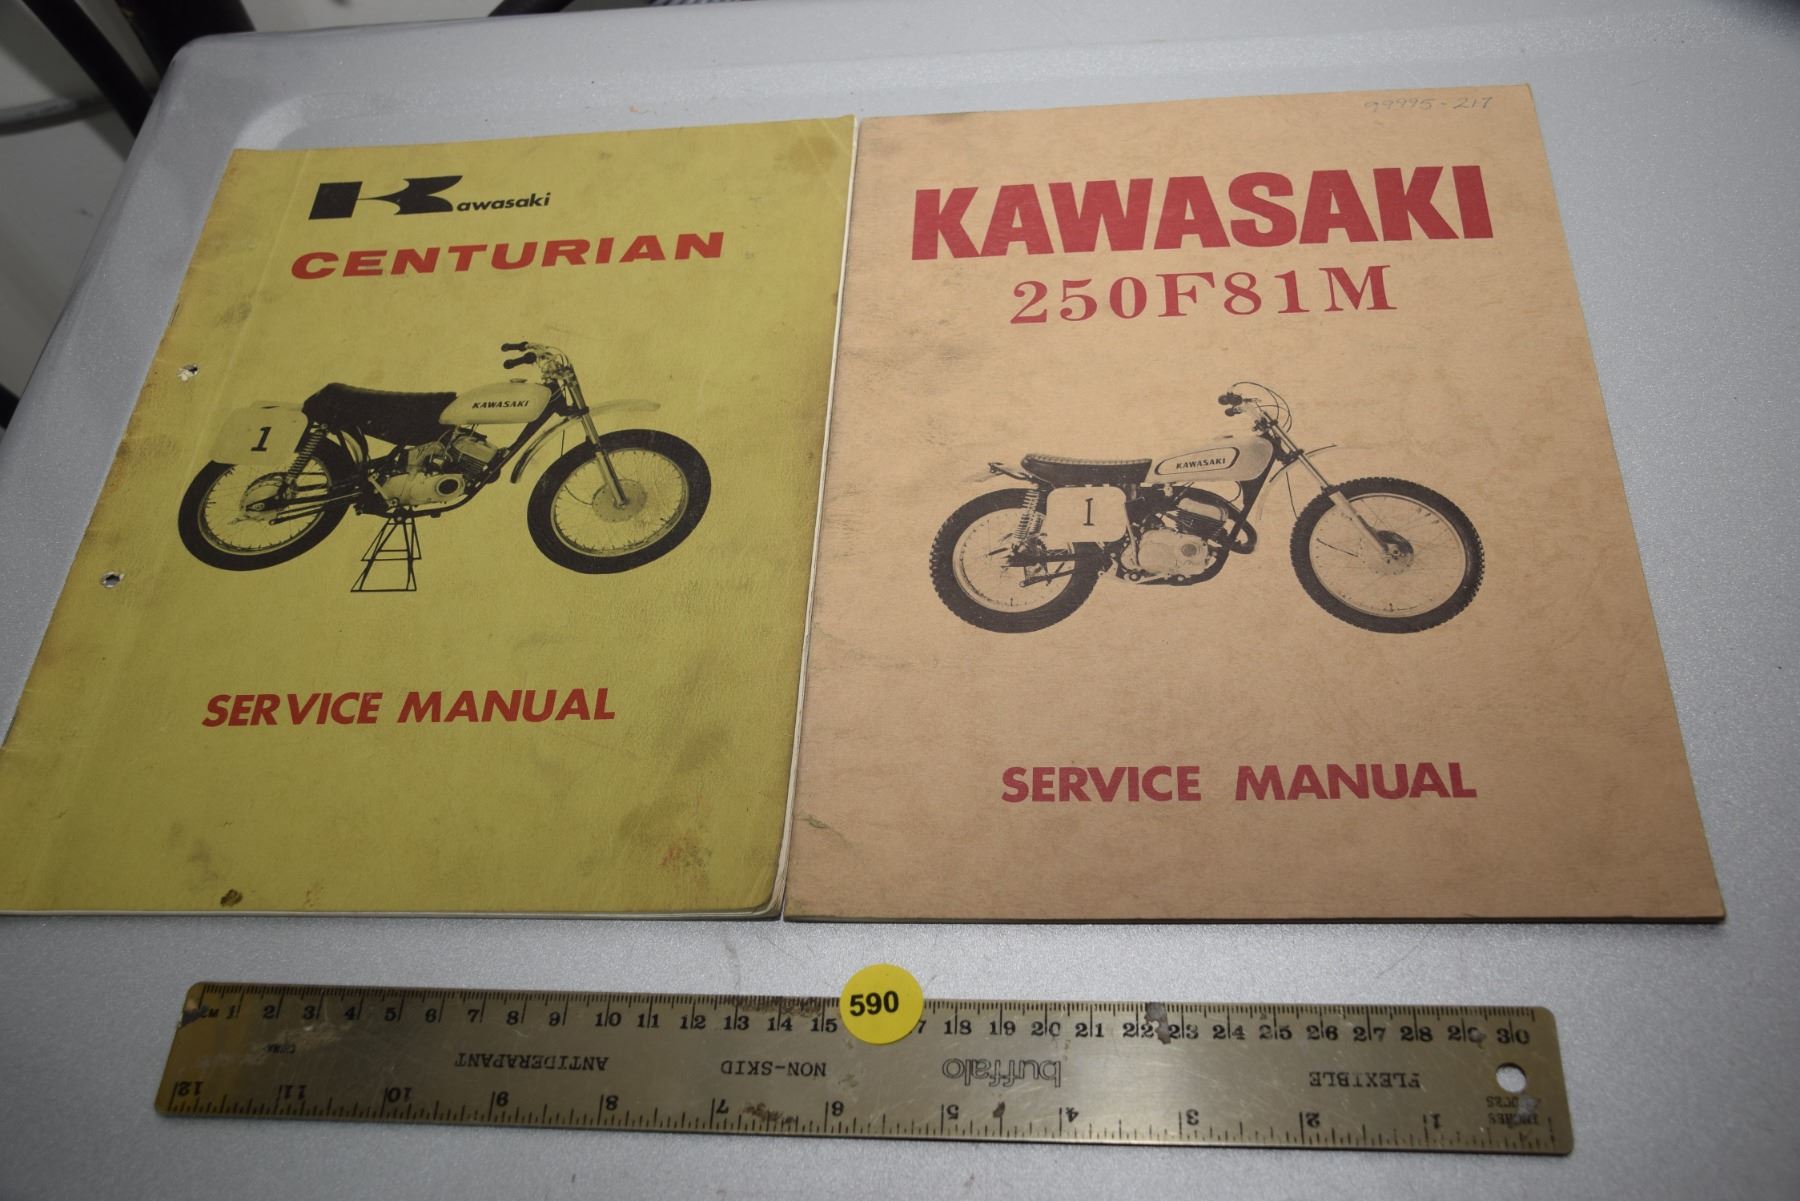 Kawasaki
CENTURIAN
KAWASAKI
1
SERVICE MANUAL
99995-217
KAWASAKI
250F81M
KAWASAKI
1
SERVICE MANUAL
590
1 2 3 4 5 6 7 8 9 10 11 12 13 14 15 7 18 19 20 21 22 23 24 25 26 27 28 29 30
ANTIDERAPANT NON-SKID buffalo FLEXIBLE
12 11 10 9 8 7 6 5 4 3 2 1
INCHES